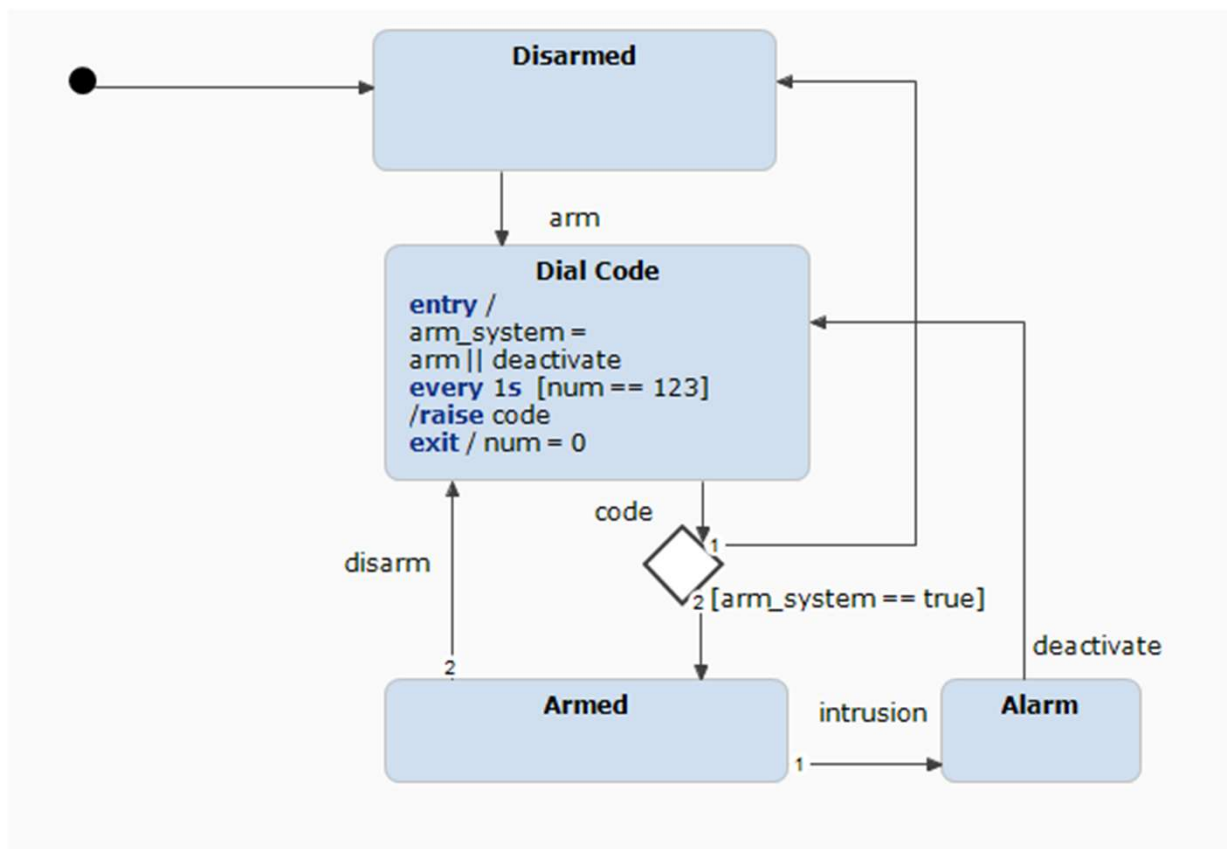 Disarmed
arm
Dial Code
entry /
arm_system =
arm || deactivate
every 1s [num == 123]
/raise code
exit / num = 0
code
1
disarm
2 [arm_system == true]
deactivate
2
Armed
intrusion
Alarm
1